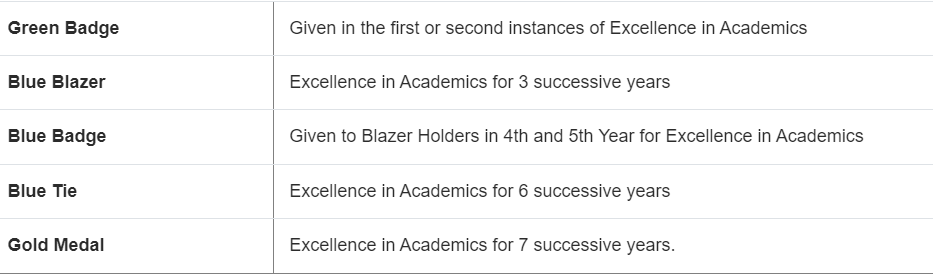 Green Badge Given in the first or second instances of Excellence in Academics
Blue Blazer Excellence in Academics for 3 successive years
Blue Badge Given to Blazer Holders in 4th and 5th Year for Excellence in Academics
Blue Tie Excellence in Academics for 6 successive years
Gold Medal Excellence in Academics for 7 successive years.